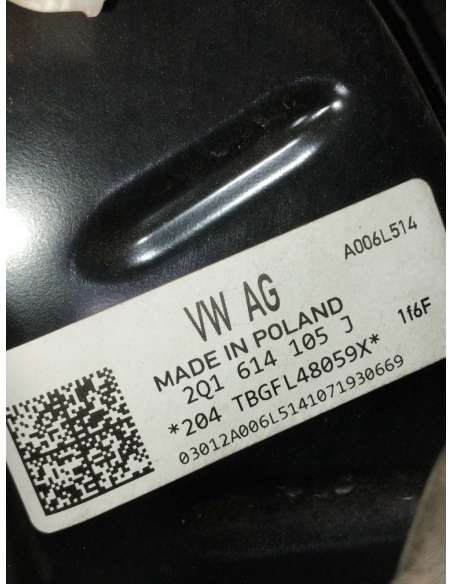 A006L514
VW AG
MADE IN POLAND
2Q1 614 105 J
1f6F
*204 TBGFL48059X*
03012A006L5141071930669